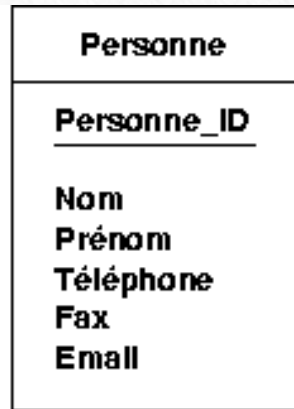 Personne
Personne_ID
Nom
Prénom
Téléphone
Fax
Email